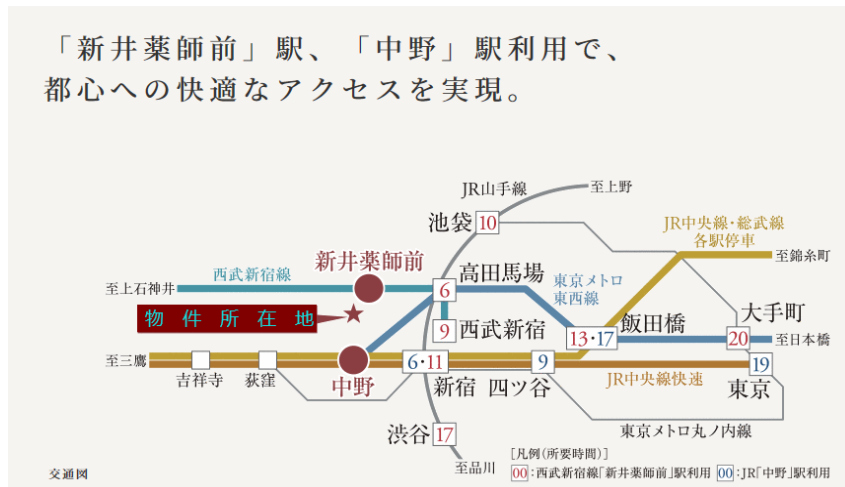 「新井薬師前」駅、「中野」駅利用で、
都心への快適なアクセスを実現。
JR山手線
至上野
池袋 10
JR中央線・総武線
各駅停車
新井薬師前
西武新宿線
高田馬場
至錦糸町
至上石神井
6
東京メトロ
東西線
大手町
物件所在地
9 西武新宿
13・17 飯田橋
20
至日本橋
至三鷹
吉祥寺
荻窪
中野
6・11
新宿
四ツ谷
9
JR中央線快速
19
東京
渋谷 17
東京メトロ丸ノ内線
至品川
[凡例(所要時間)]
00:西武新宿線「新井薬師前」駅利用 00:JR「中野」駅利用
交通図